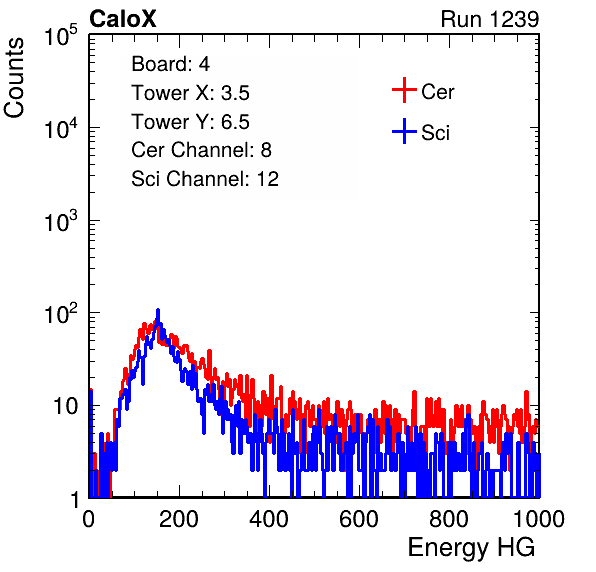 CaloX Run 1239
Counts
10^5
10^4
10^3
10^2
10
1
Board: 4
Tower X: 3.5
Tower Y: 6.5
Cer Channel: 8
Sci Channel: 12
Cer
Sci
0 200 400 600 800 1000
Energy HG